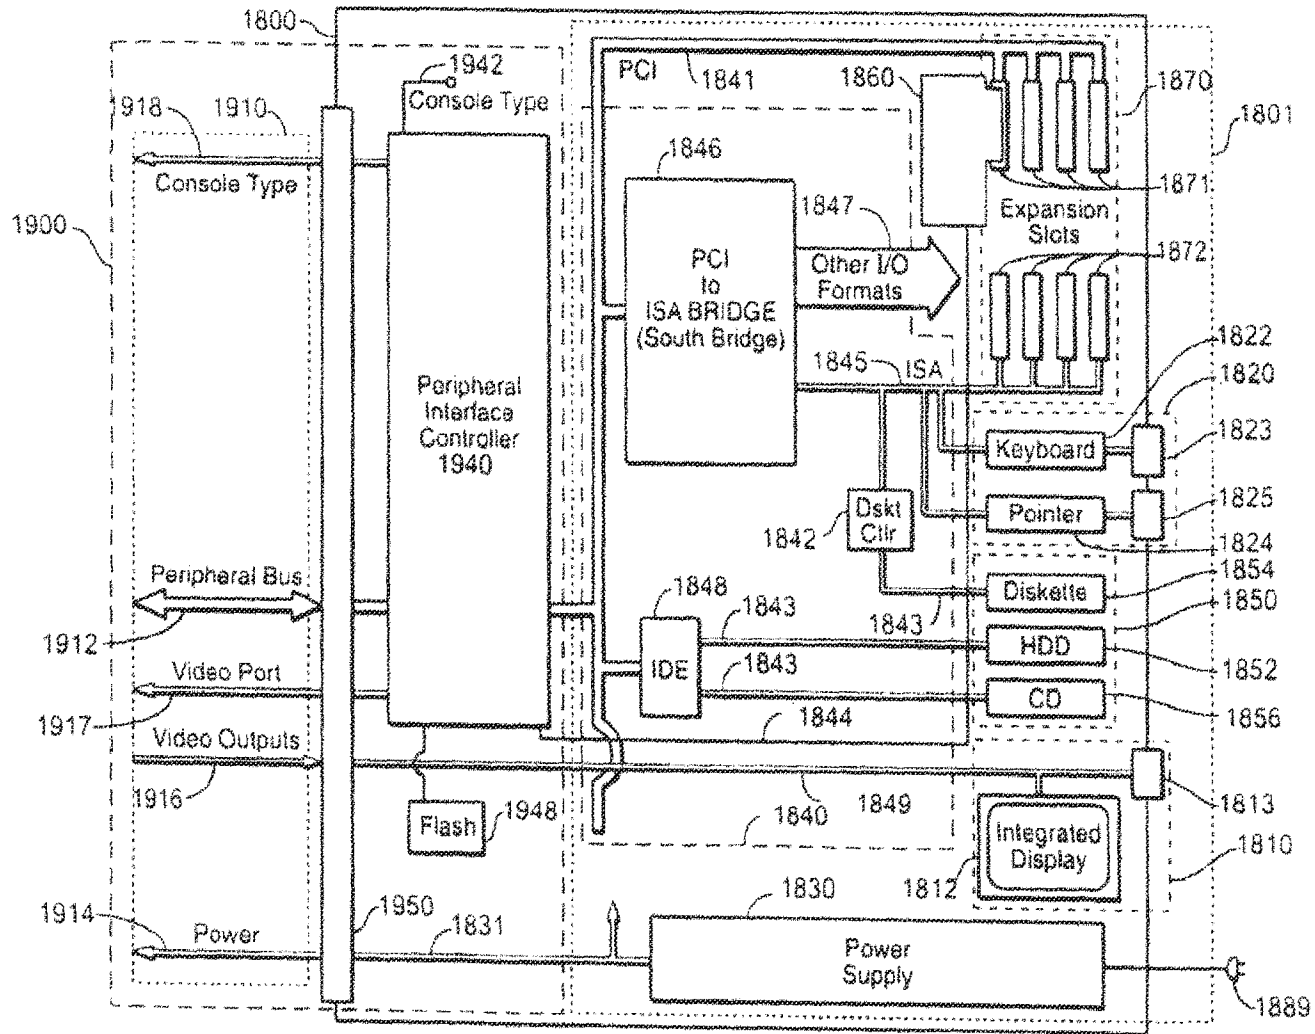 1800
1942
PCI
1841
1860
1870
1918
1910
Console Type
1801
1846
Console Type
1847
1871
Expansion
Slots
1900
PCI
to
ISA BRIDGE
(South Bridge)
Other I/O
Formats
1872
1845
ISA
1822
Peripheral
Interface
Controller
1940
1820
Keyboard
1823
1842
Dskt
Ctlr
Pointer
1825
1824
Peripheral Bus
1848
1843
1854
Diskette
1843
1850
1912
IDE
HDD
1843
1852
Video Port
CD
1917
1844
1856
Video Outputs
1916
1840
1849
1813
Flash
1948
Integrated
Display
1810
1812
1914
1950
1830
Power
1831
Power
Supply
1889